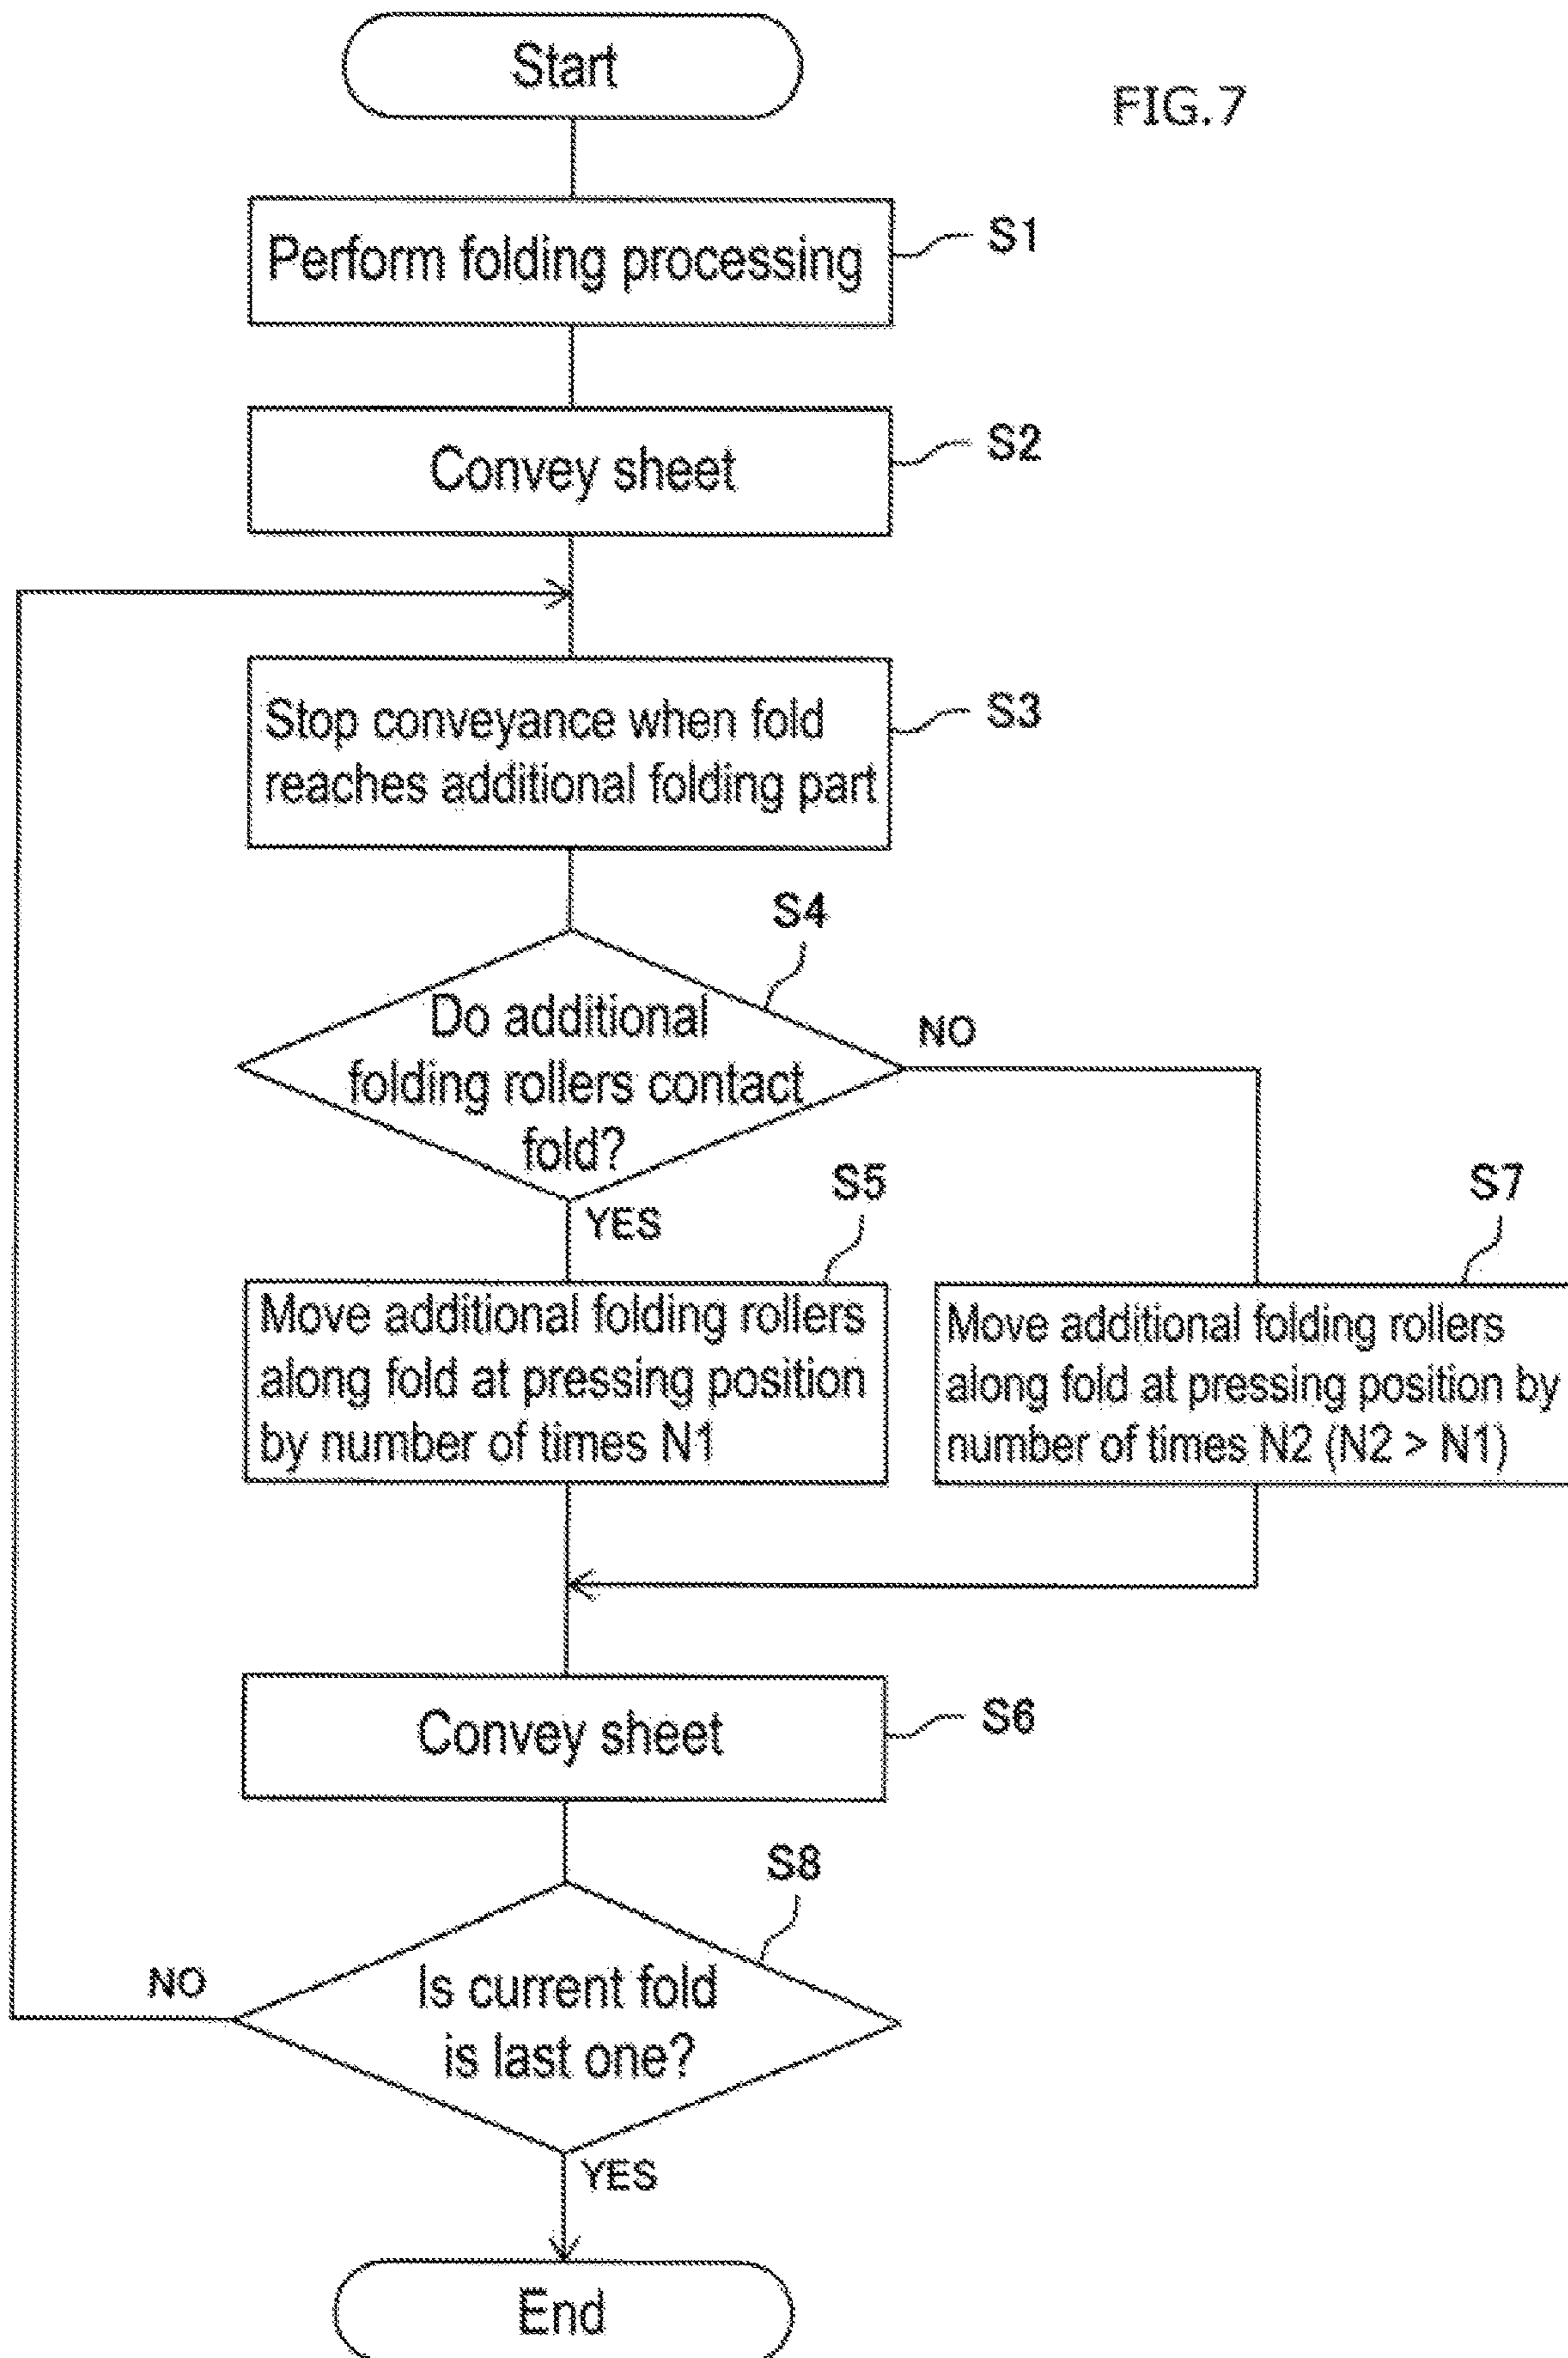 Start
FIG.7
Perform folding processing
S1
Convey sheet
S2
Stop conveyance when fold
reaches additional folding part
S3
S4
Do additional
folding rollers contact
fold?
NO
YES
S5
Move additional folding rollers
along fold at pressing position
by number of times N1
S7
Move additional folding rollers
along fold at pressing position by
number of times N2 (N2 > N1)
Convey sheet
S6
S8
Is current fold
is last one?
NO
YES
End